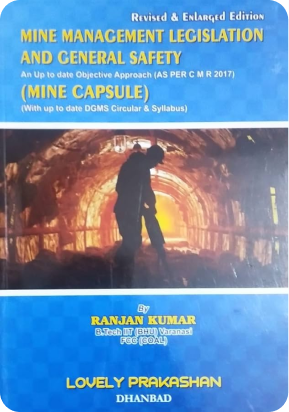 Revised & Enlarged Edition
MINE MANAGEMENT LEGISLATION
AND GENERAL SAFETY
An Up to date Objective Approach (AS PER C M R 2017)
(MINE CAPSULE)
(With up to date DGMS Circular & Syllabus)
By
RANJAN KUMAR
B.Tech IIT (BHU) Varanasi
FCC (COAL)
LOVELY PRAKASHAN
DHANBAD